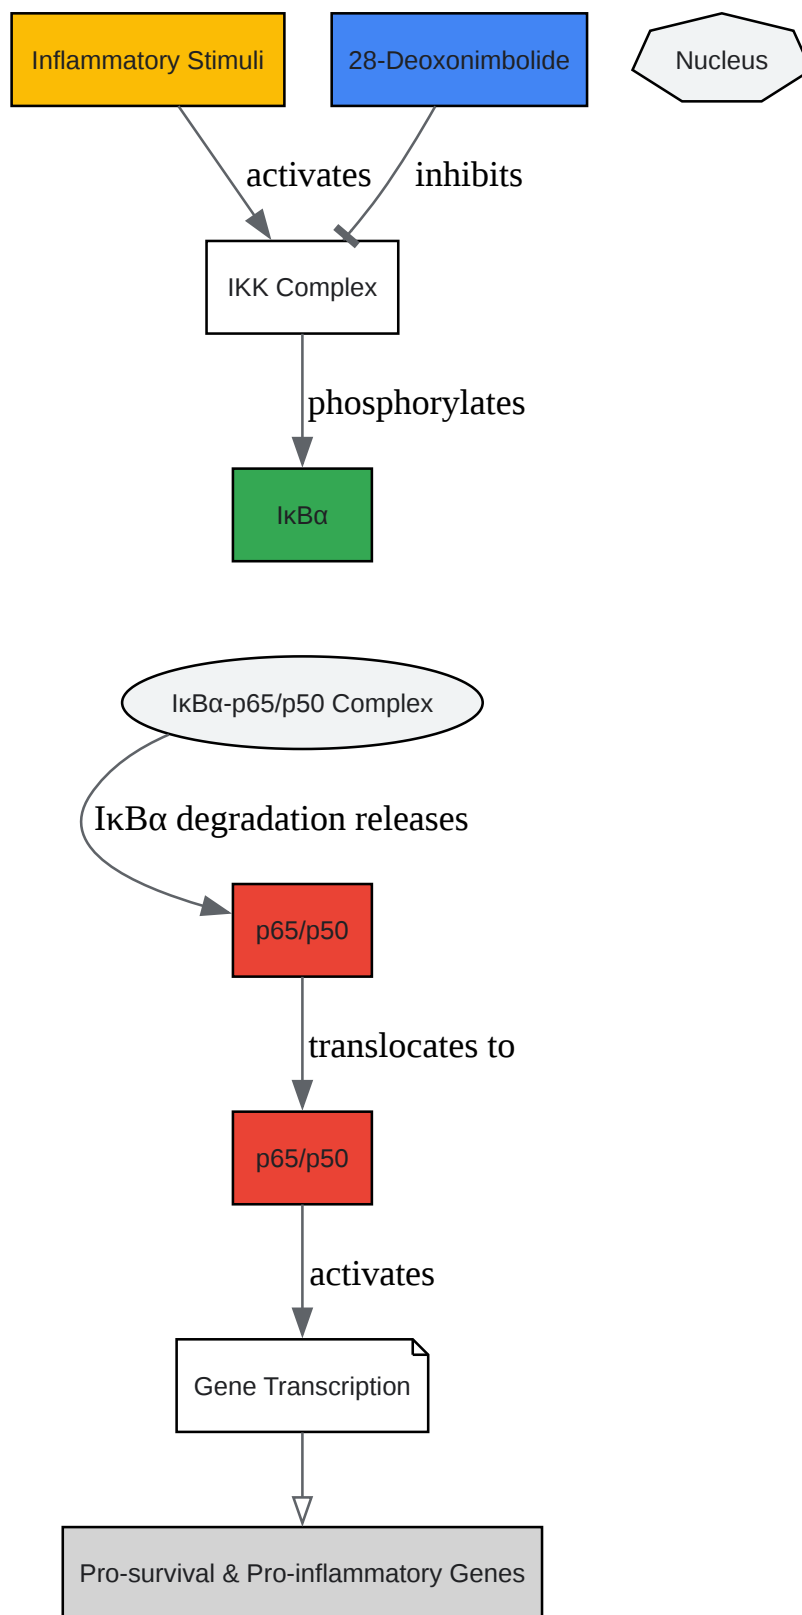 Inflammatory Stimuli
28-Deoxonimbolide
Nucleus
activates
inhibits
IKK Complex
phosphorylates
IκBα
IκBα-p65/p50 Complex
IκBα degradation releases
p65/p50
translocates to
p65/p50
activates
Gene Transcription
Pro-survival & Pro-inflammatory Genes